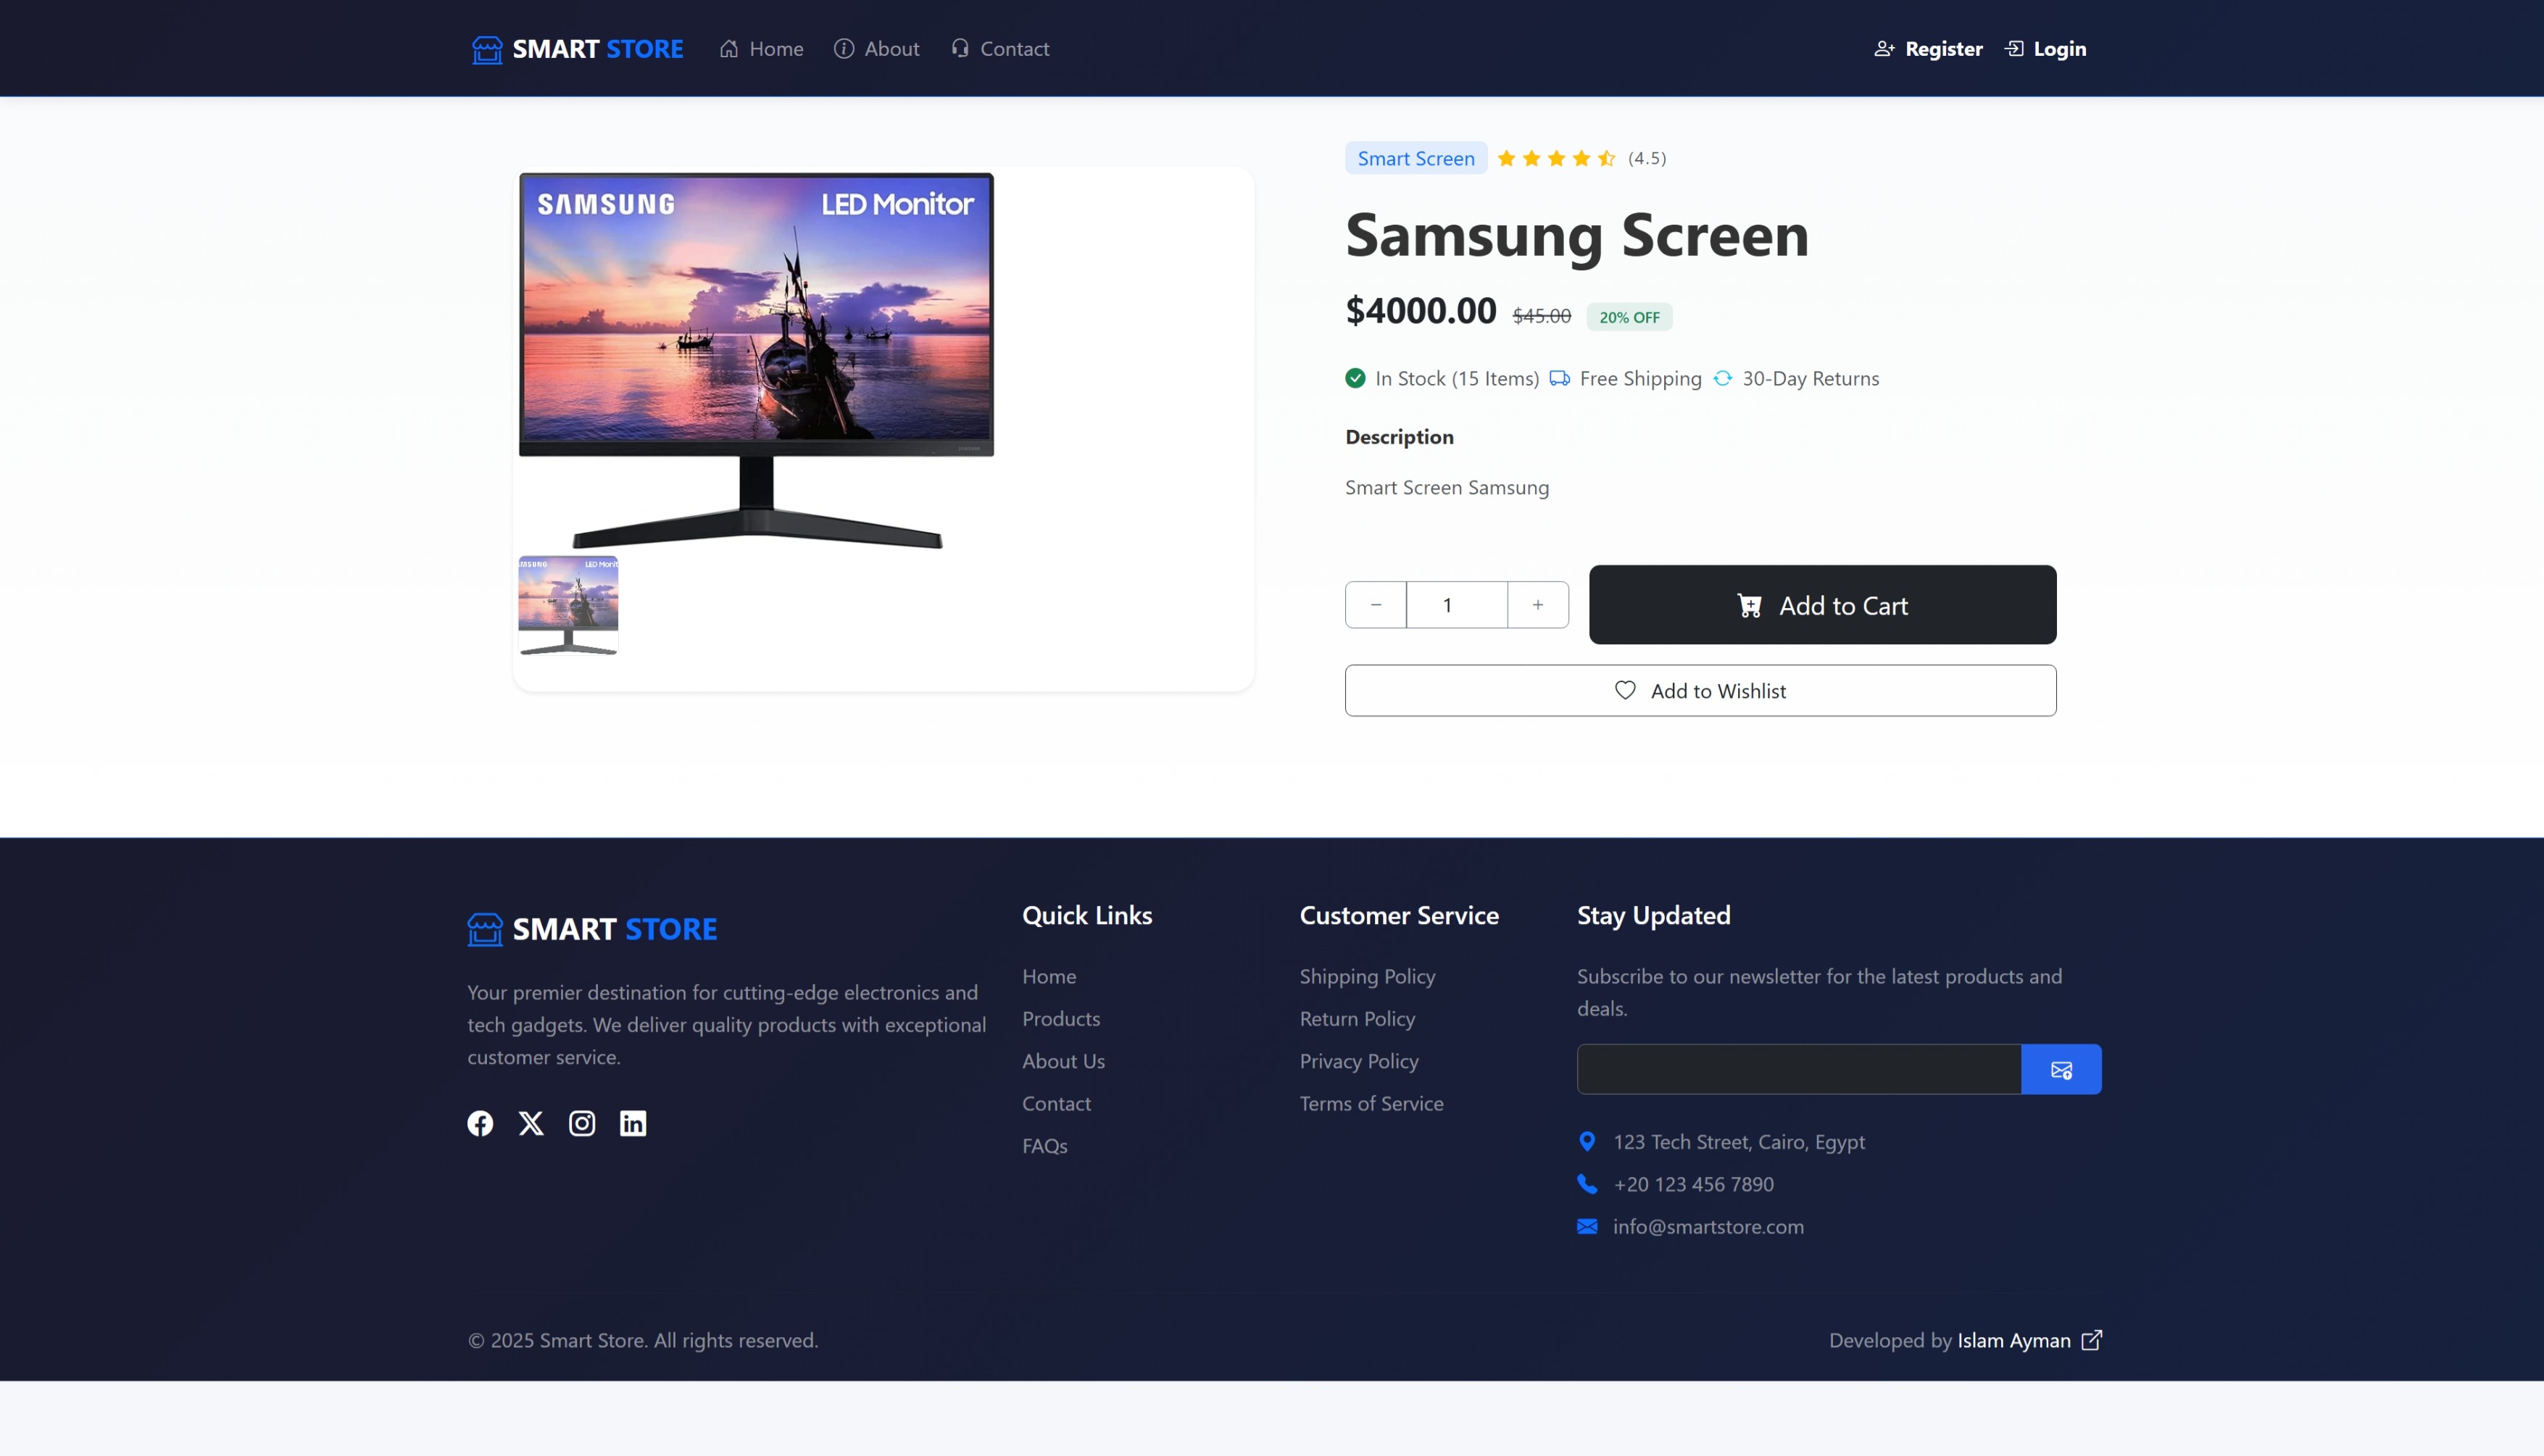 SMART STORE
Home
About
Contact
Register
Login
SAMSUNG
LED Monitor
Smart Screen
(4.5)
Samsung Screen
$4000.00
$45.00
20% OFF
In Stock (15 Items)
Free Shipping
30-Day Returns
Description
Smart Screen Samsung
1
Add to Cart
Add to Wishlist
SMART STORE
Your premier destination for cutting-edge electronics and
tech gadgets. We deliver quality products with exceptional
customer service.
Quick Links
Home
Products
About Us
Contact
FAQs
Customer Service
Shipping Policy
Return Policy
Privacy Policy
Terms of Service
Stay Updated
Subscribe to our newsletter for the latest products and
deals.
123 Tech Street, Cairo, Egypt
+20 123 456 7890
info@smartstore.com
© 2025 Smart Store. All rights reserved.
Developed by Islam Ayman